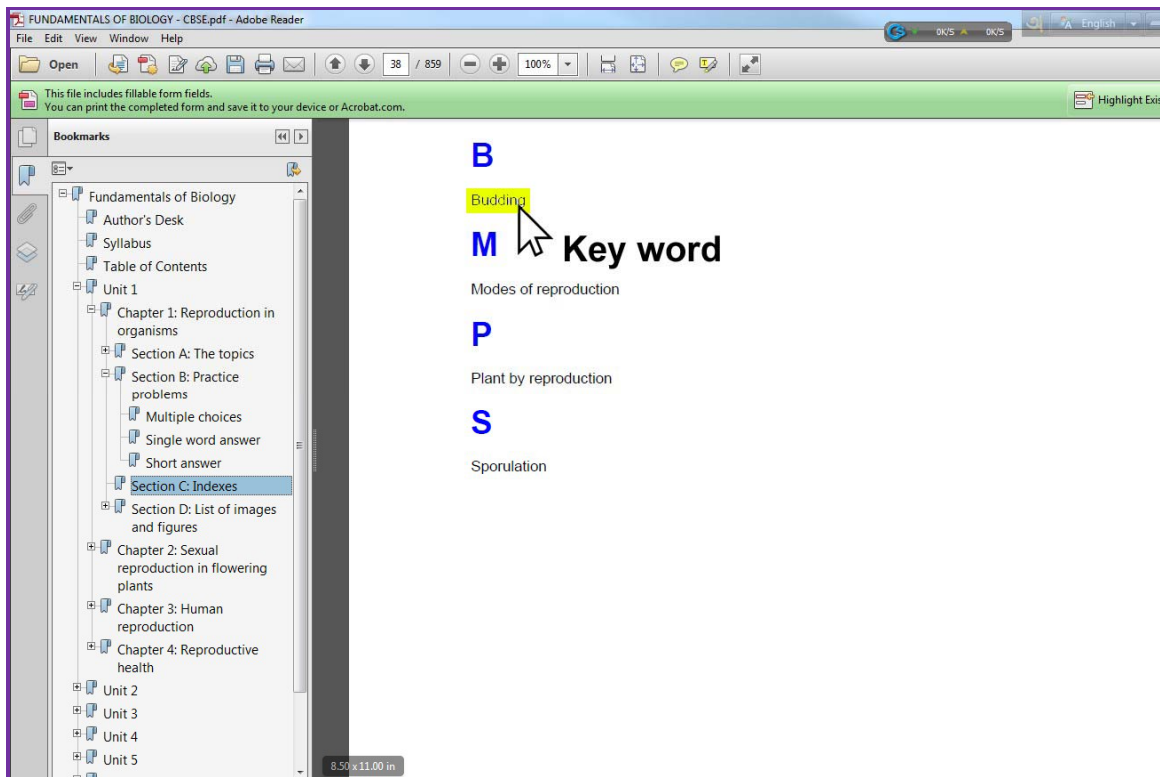 FUNDAMENTALS OF BIOLOGY - CBSE.pdf - Adobe Reader
0K/S 0K/S
English
File Edit View Window Help
Open 38 / 859 100%
This file includes fillable form fields.
You can print the completed form and save it to your device or Acrobat.com.
Highlight Exis
Bookmarks
Fundamentals of Biology
Author's Desk
Syllabus
Table of Contents
Unit 1
Chapter 1: Reproduction in
organisms
Section A: The topics
Section B: Practice
problems
Multiple choices
Single word answer
Short answer
Section C: Indexes
Section D: List of images
and figures
Chapter 2: Sexual
reproduction in flowering
plants
Chapter 3: Human
reproduction
Chapter 4: Reproductive
health
Unit 2
Unit 3
Unit 4
Unit 5
B
Budding
M
Key word
Modes of reproduction
P
Plant by reproduction
S
Sporulation
8.50 x 11.00 in